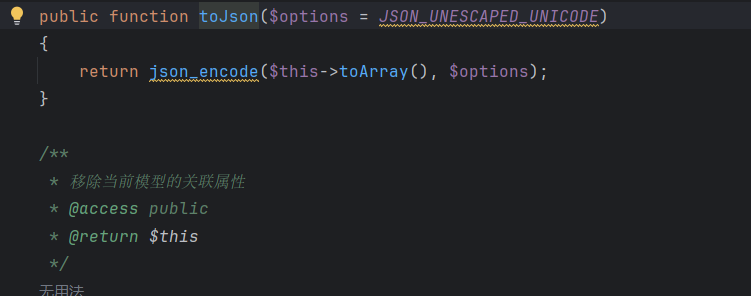 public function toJson($options = JSON_UNESCAPED_UNICODE)
{
return json_encode($this->toArray(), $options);
}
/**
* 移除当前模型的关联属性
* @access public
* @return $this
*/
无用法